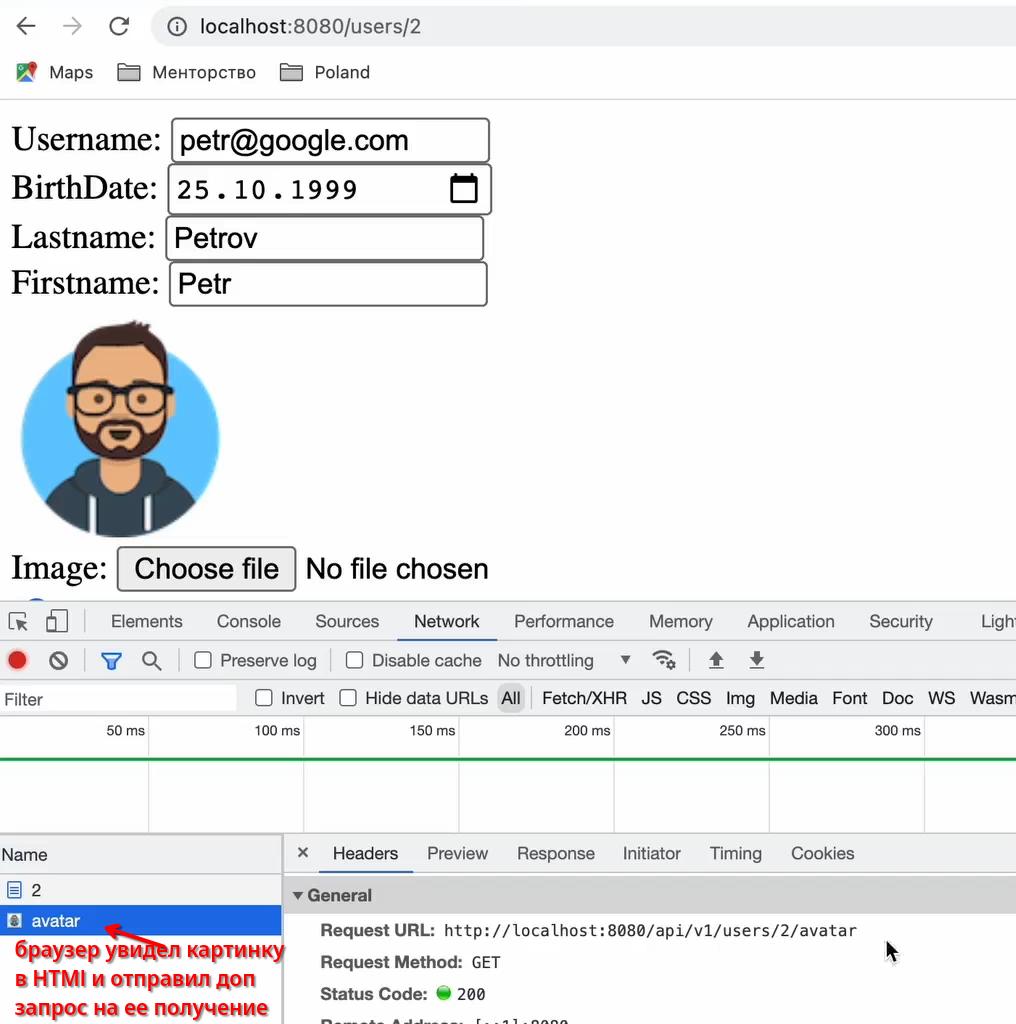 localhost:8080/users/2
Maps Менторство Poland
Username: petr@google.com
BirthDate: 25.10.1999
Lastname: Petrov
Firstname: Petr
Image: Choose file No file chosen
Elements Console Sources Network Performance Memory Application Security Ligh
Preserve log Disable cache No throttling
Filter Invert Hide data URLs All Fetch/XHR JS CSS Img Media Font Doc WS Wasm
50 ms 100 ms 150 ms 200 ms 250 ms 300 ms
Name × Headers Preview Response Initiator Timing Cookies
2
General
avatar
Request URL: http://localhost:8080/api/v1/users/2/avatar
браузер увидел картинку
Request Method: GET
в HTMl и отправил доп
Status Code: 200
запрос на ее получение
Remote Address: [::1]:8080